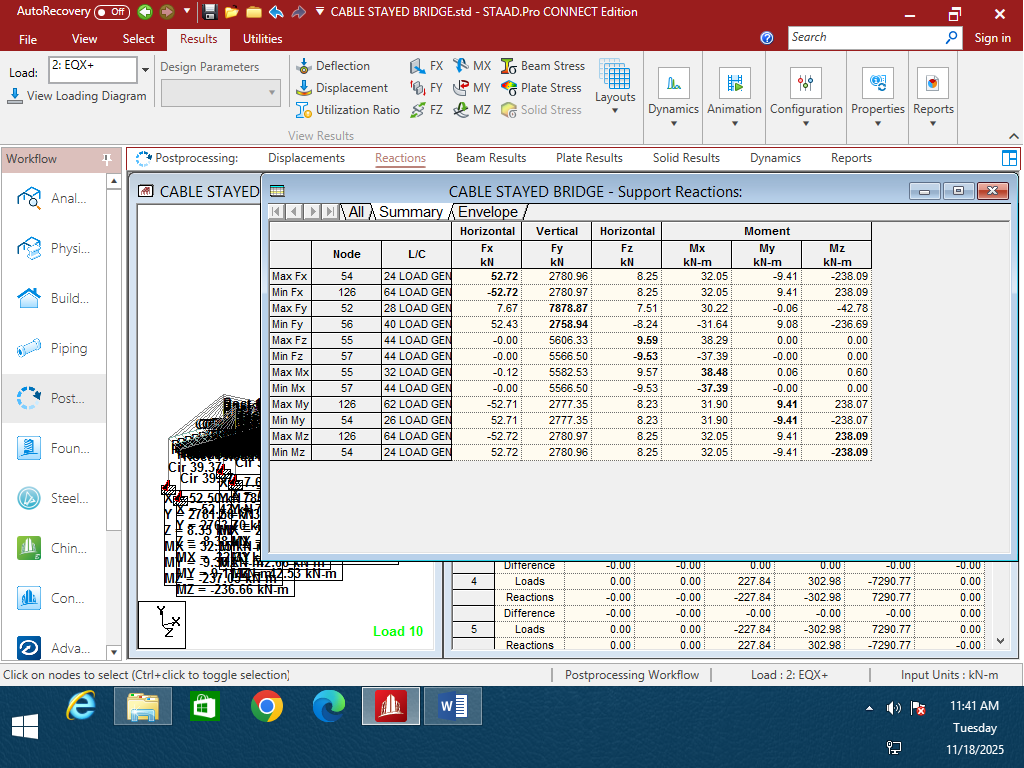 AutoRecovery Off CABLE STAYED BRIDGE.std - STAAD.Pro CONNECT Edition
File View Select Results Utilities Search Sign in
Load: 2: EQX+ Design Parameters
View Loading Diagram
Deflection FX MX Beam Stress
Displacement FY MY Plate Stress
Utilization Ratio FZ MZ Solid Stress
Layouts Dynamics Animation Configuration Properties Reports
View Results
Workflow Postprocessing: Displacements Reactions Beam Results Plate Results Solid Results Dynamics Reports
Anal...
Physi...
Build...
Piping
Post...
Foun...
Steel...
Chin...
Con...
Adva...
CABLE STAYED
CABLE STAYED BRIDGE - Support Reactions:
All Summary Envelope
Horizontal Vertical Horizontal Moment
Node L/C Fx kN Fy kN Fz kN Mx kN-m My kN-m Mz kN-m
Max Fx 54 24 LOAD GEN 52.72 2780.96 8.25 32.05 -9.41 -238.09
Min Fx 126 64 LOAD GEN -52.72 2780.97 8.25 32.05 9.41 238.09
Max Fy 52 28 LOAD GEN 7.67 7878.87 7.51 30.22 -0.06 -42.78
Min Fy 56 40 LOAD GEN 52.43 2758.94 -8.24 -31.64 9.08 -236.69
Max Fz 55 44 LOAD GEN -0.00 5606.33 9.59 38.29 0.00 0.00
Min Fz 57 44 LOAD GEN -0.00 5566.50 -9.53 -37.39 -0.00 0.00
Max Mx 55 32 LOAD GEN -0.12 5582.53 9.57 38.48 0.06 0.60
Min Mx 57 44 LOAD GEN -0.00 5566.50 -9.53 -37.39 -0.00 0.00
Max My 126 62 LOAD GEN -52.71 2777.35 8.23 31.90 9.41 238.07
Min My 54 26 LOAD GEN 52.71 2777.35 8.23 31.90 -9.41 -238.07
Max Mz 126 64 LOAD GEN -52.72 2780.97 8.25 32.05 9.41 238.09
Min Mz 54 24 LOAD GEN 52.72 2780.96 8.25 32.05 -9.41 -238.09
Cir 39.37
MZ = -236.66 kN-m
Y X Z
Load 10
Difference -0.00 -0.00 0.00 0.00 -0.00 -0.00
4 Loads 0.00 0.00 227.84 302.98 -7290.77 0.00
Reactions -0.00 0.00 -227.84 -302.98 7290.77 0.00
Difference -0.00 0.00 -0.00 -0.00 -0.00 0.00
5 Loads 0.00 0.00 -227.84 -302.98 7290.77 0.00
Reactions 0.00 0.00 227.84 302.98 -7290.77 -0.00
Click on nodes to select (Ctrl+click to toggle selection) Postprocessing Workflow Load : 2: EQX+ Input Units : kN-m
11:41 AM
Tuesday
11/18/2025